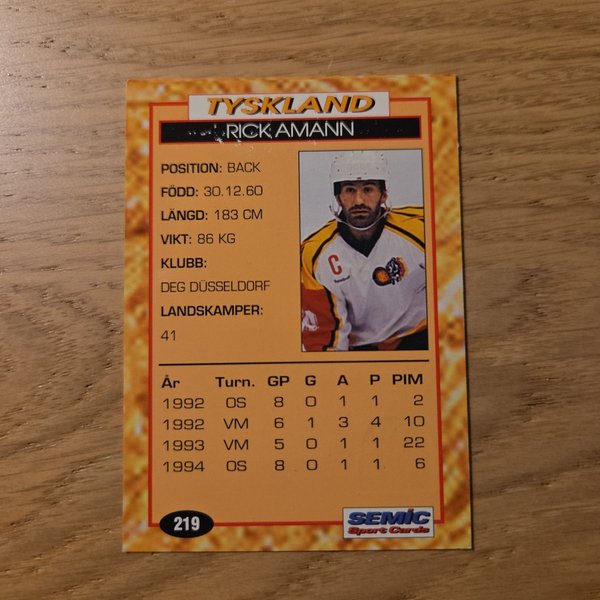 TYSKLAND
RICK AMANN
POSITION: BACK
FÖDD: 30.12.60
LÄNGD: 183 CM
VIKT: 86 KG
KLUBB:
DEG DÜSSELDORF
LANDSKAMPER:
41
C
År Turn. GP G A P PIM
1992 OS 8 0 1 1 2
1992 VM 6 1 3 4 10
1993 VM 5 0 1 1 22
1994 OS 8 0 1 1 6
219
SEMIC
Sport Cards